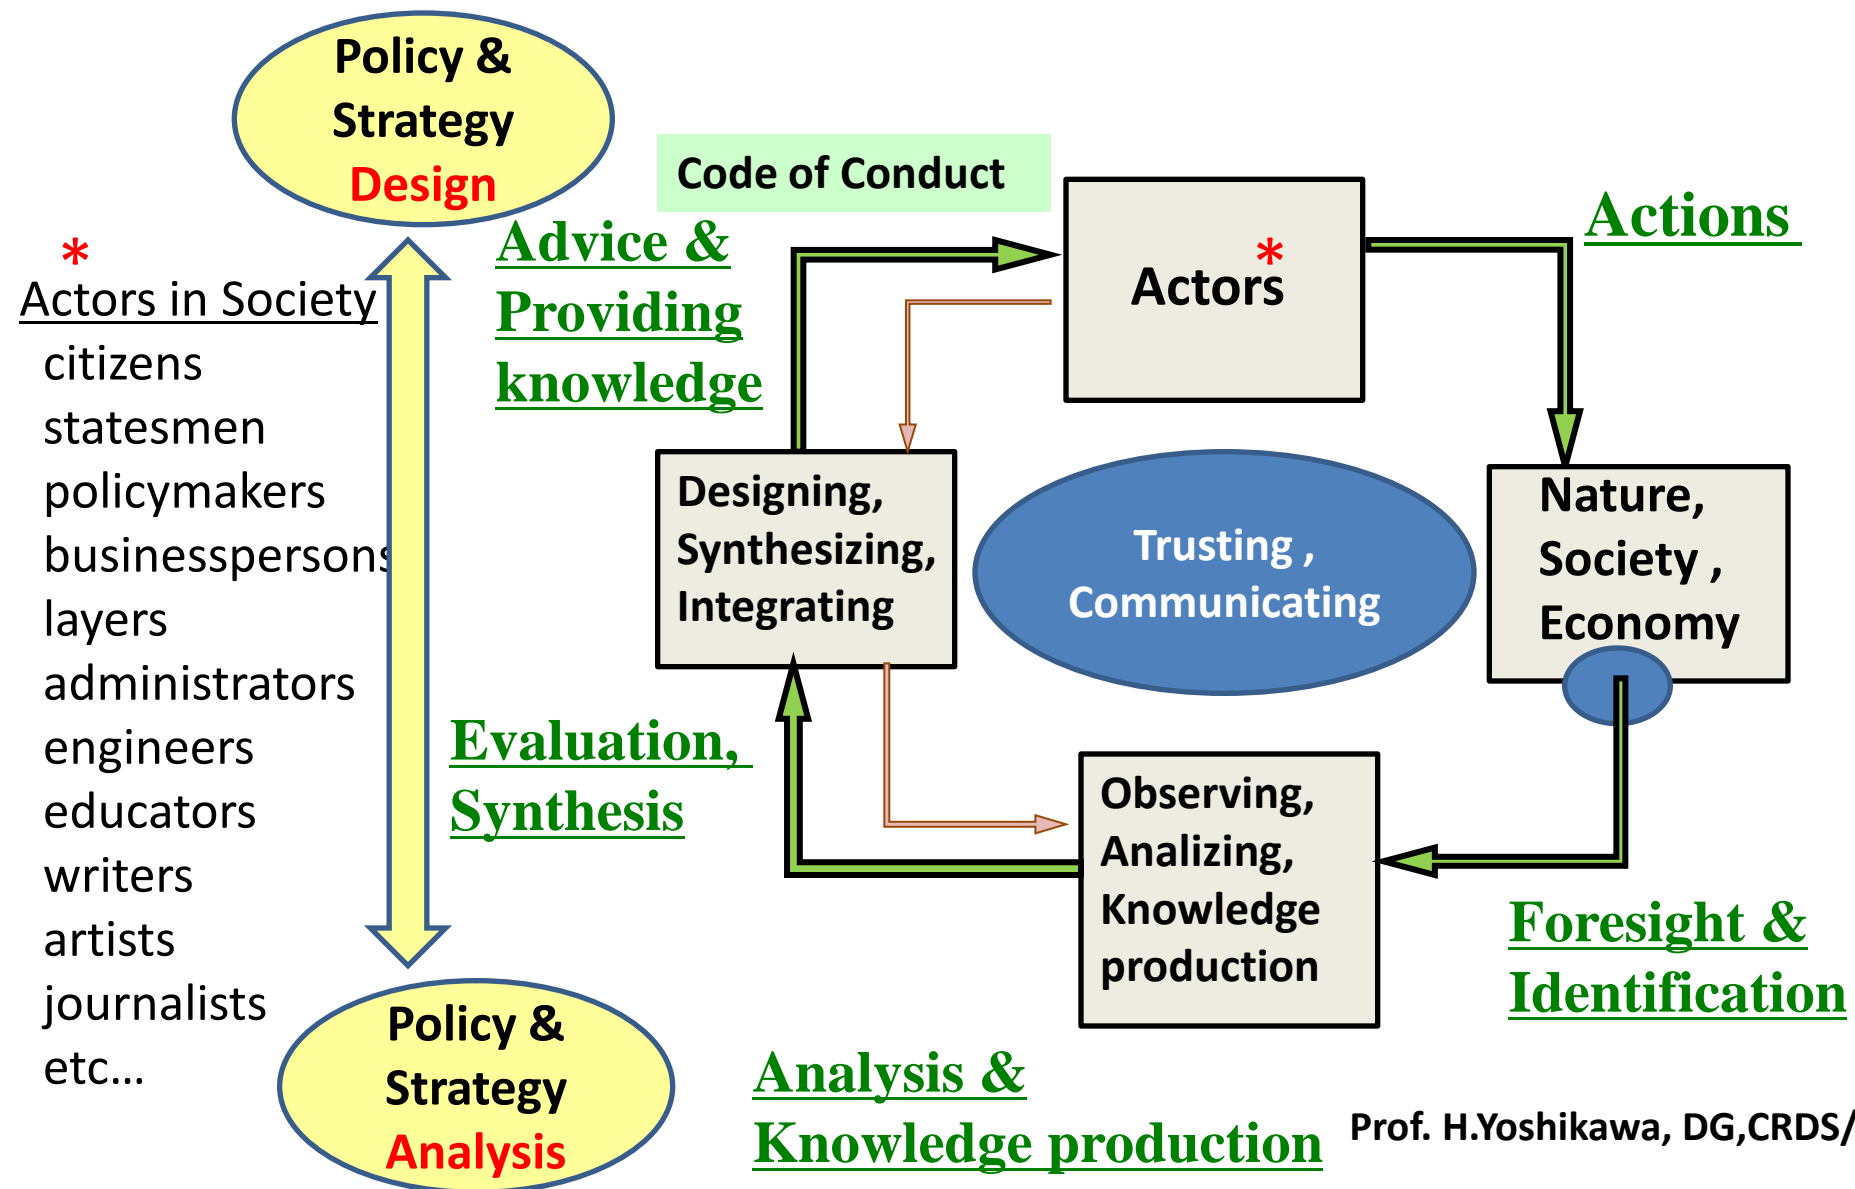 Policy &
Strategy
Design
*
Actors in Society
citizens
statesmen
policymakers
businesspersons
layers
administrators
engineers
educators
writers
artists
journalists
etc...
Policy &
Strategy
Analysis
Code of Conduct
Advice &
Providing
knowledge
Actors*
Actions
Designing,
Synthesizing,
Integrating
Trusting ,
Communicating
Nature,
Society ,
Economy
Evaluation,
Synthesis
Observing,
Analizing,
Knowledge
production
Foresight &
Identification
Analysis &
Knowledge production
Prof. H.Yoshikawa, DG,CRDS/